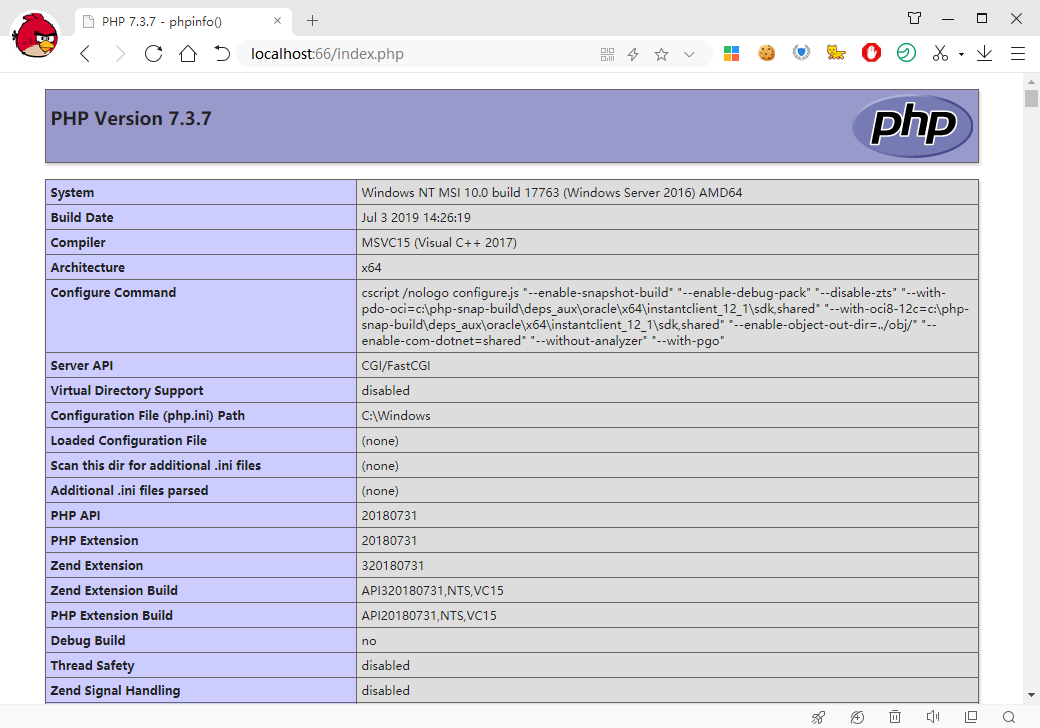 PHP 7.3.7 - phpinfo()
localhost:66/index.php
PHP Version 7.3.7
php
System Windows NT MSI 10.0 build 17763 (Windows Server 2016) AMD64
Build Date Jul 3 2019 14:26:19
Compiler MSVC15 (Visual C++ 2017)
Architecture x64
Configure Command cscript /nologo configure.js "--enable-snapshot-build" "--enable-debug-pack" "--disable-zts" "--with-
pdo-oci=c:\php-snap-build\deps_aux\oracle\x64\instantclient_12_1\sdk,shared" "--with-oci8-12c=c:\php-
snap-build\deps_aux\oracle\x64\instantclient_12_1\sdk,shared" "--enable-object-out-dir=../obj/" "--
enable-com-dotnet=shared" "--without-analyzer" "--with-pgo"
Server API CGI/FastCGI
Virtual Directory Support disabled
Configuration File (php.ini) Path C:\Windows
Loaded Configuration File (none)
Scan this dir for additional .ini files (none)
Additional .ini files parsed (none)
PHP API 20180731
PHP Extension 20180731
Zend Extension 320180731
Zend Extension Build API320180731,NTS,VC15
PHP Extension Build API20180731,NTS,VC15
Debug Build no
Thread Safety disabled
Zend Signal Handling disabled